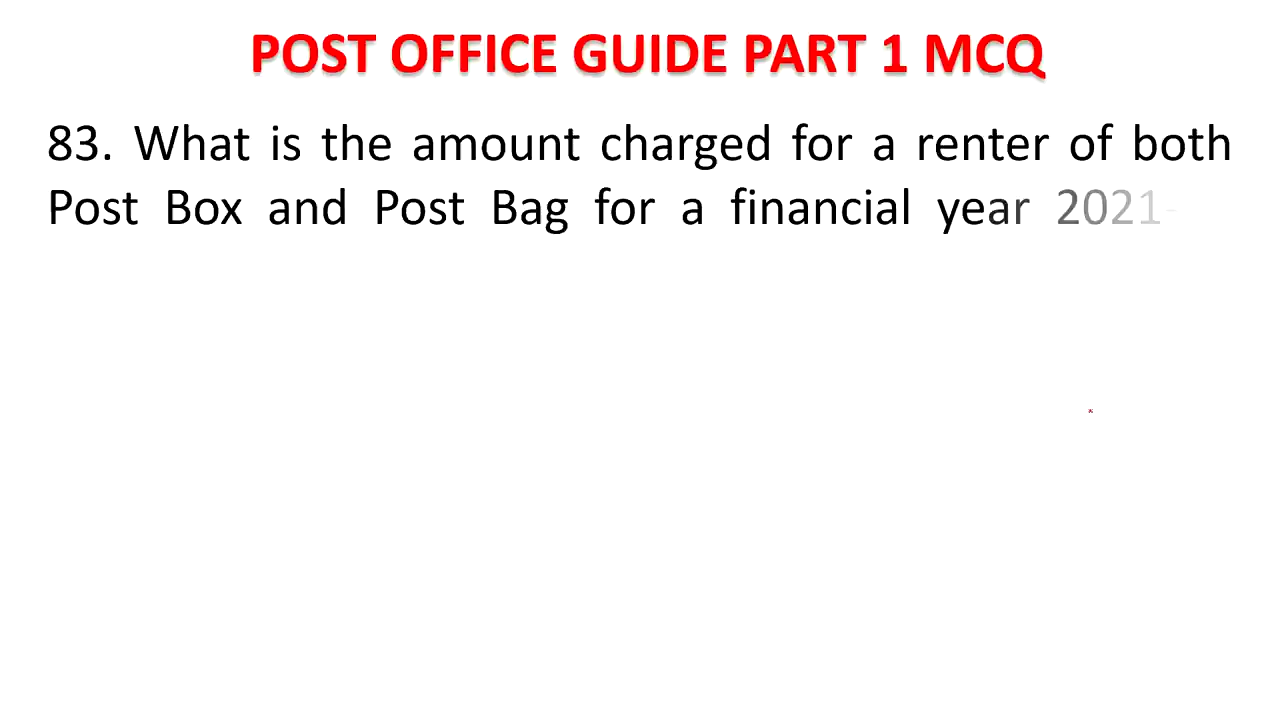 POST OFFICE GUIDE PART 1 MCQ
83. What is the amount charged for a renter of both
Post Box and Post Bag for a financial year 2021-